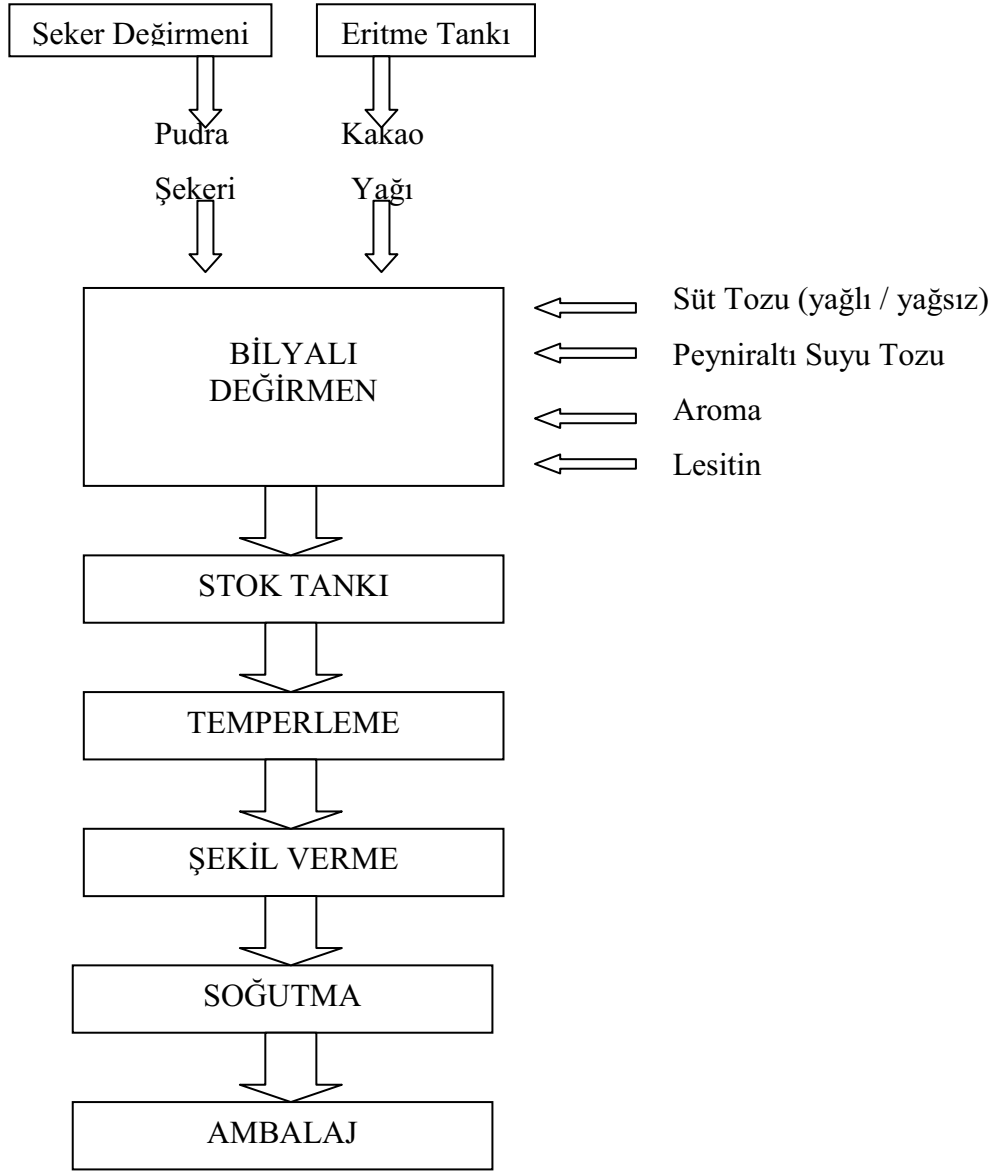 Şeker Değirmeni
Eritme Tankı
Pudra
Kakao
Şekeri
Yağı
BİLYALI
DEĞİRMEN
Süt Tozu (yağlı / yağsız)
Peyniraltı Suyu Tozu
Aroma
Lesitin
STOK TANKI
TEMPERLEME
ŞEKİL VERME
SOĞUTMA
AMBALAJ